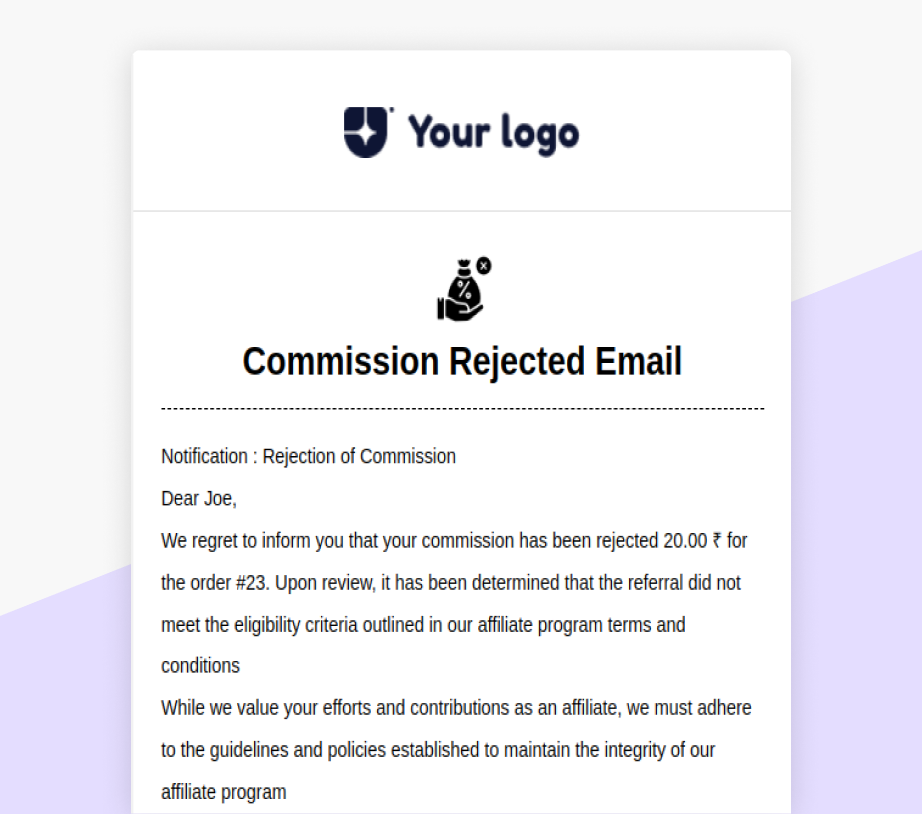 Your logo
Commission Rejected Email
Notification : Rejection of Commission
Dear Joe,
We regret to inform you that your commission has been rejected 20.00 ₹ for
the order #23. Upon review, it has been determined that the referral did not
meet the eligibility criteria outlined in our affiliate program terms and
conditions
While we value your efforts and contributions as an affiliate, we must adhere
to the guidelines and policies established to maintain the integrity of our
affiliate program